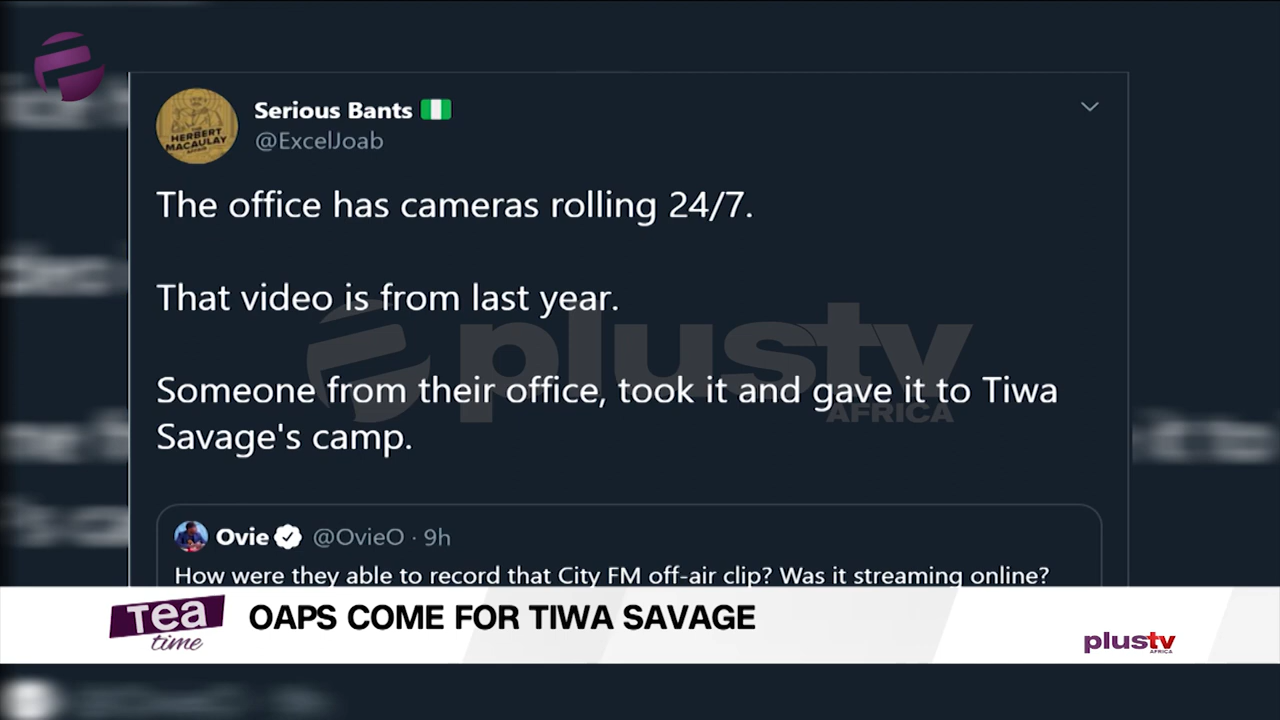 Serious Bants
@ExcelJoab
HERBERT
MACAULAY
The office has cameras rolling 24/7.
That video is from last year.
Someone from their office, took it and gave it to Tiwa
Savage's camp.
plustv
AFRICA
Ovie @OvieO · 9h
How were they able to record that City FM off-air clip? Was it streaming online?
Tea
time
OAPS COME FOR TIWA SAVAGE
plustv
AFRICA